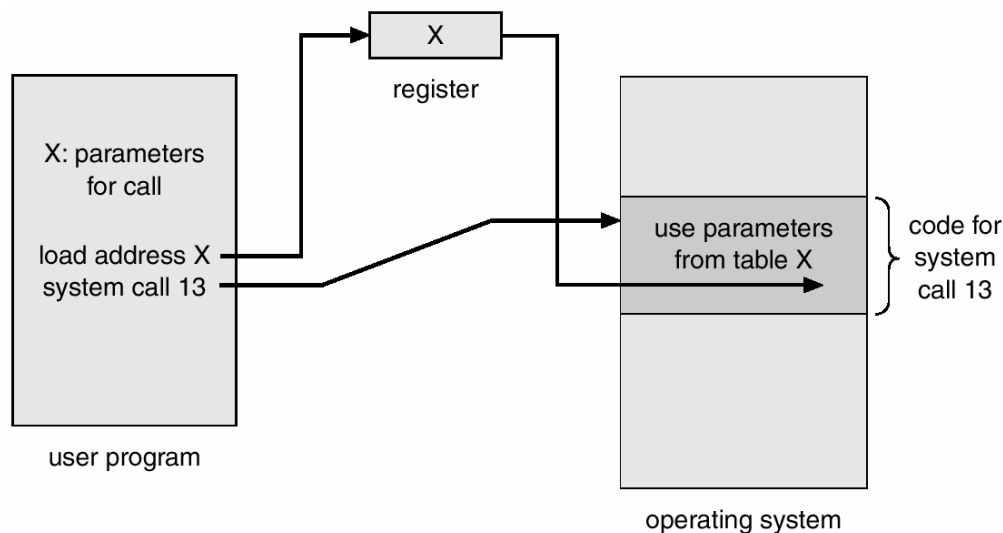 X
register
X: parameters
for call
load address X
system call 13
user program
use parameters
from table X
code for
system
call 13
operating system